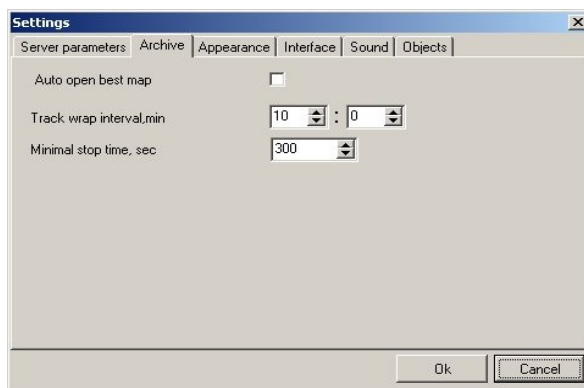 Settings
Server parameters Archive Appearance Interface Sound Objects
Auto open best map
Track wrap interval,min 10 : 0
Minimal stop time, sec 300
Ok Cancel